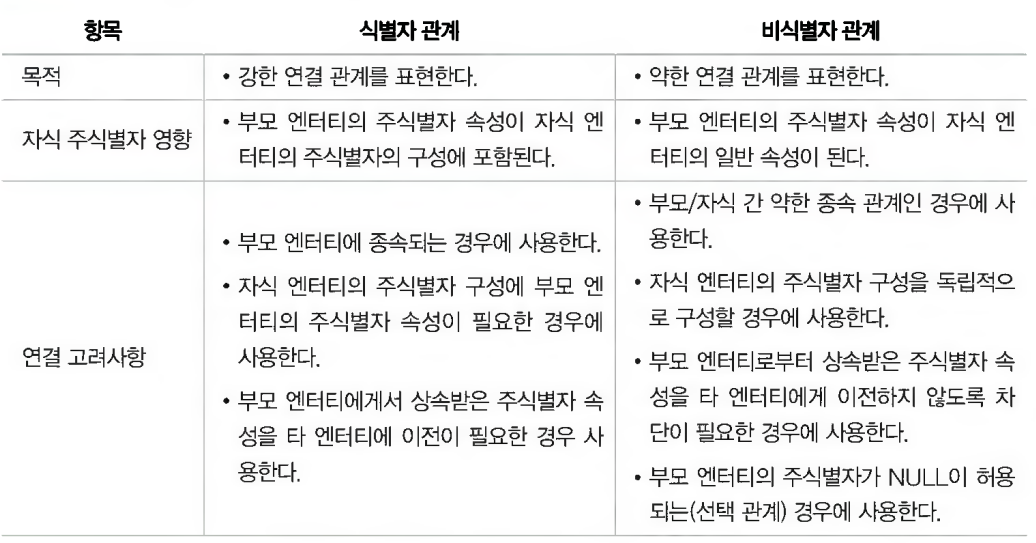 항목 식별자 관계 비식별자 관계
목적
• 강한 연결 관계를 표현한다.
• 약한 연결 관계를 표현한다.
자식 주식별자 영향
• 부모 엔터티의 주식별자 속성이 자식 엔
터티의 주식별자의 구성에 포함된다.
• 부모 엔터티의 주식별자 속성이 자식 엔
터티의 일반 속성이 된다.
연결 고려사항
• 부모 엔터티에 종속되는 경우에 사용한다.
• 자식 엔터티의 주식별자 구성에 부모 엔
터티의 주식별자 속성이 필요한 경우에
사용한다.
• 부모 엔터티에게서 상속받은 주식별자 속
성을 타 엔터티에 이전이 필요한 경우 사
용한다.
• 부모/자식 간 약한 종속 관계인 경우에 사
용한다.
• 자식 엔터티의 주식별자 구성을 독립적으
로 구성할 경우에 사용한다.
• 부모 엔터티로부터 상속받은 주식별자 속
성을 타 엔터티에게 이전하지 않도록 차
단이 필요한 경우에 사용한다.
• 부모 엔터티의 주식별자가 NULL이 허용
되는(선택 관계) 경우에 사용한다.